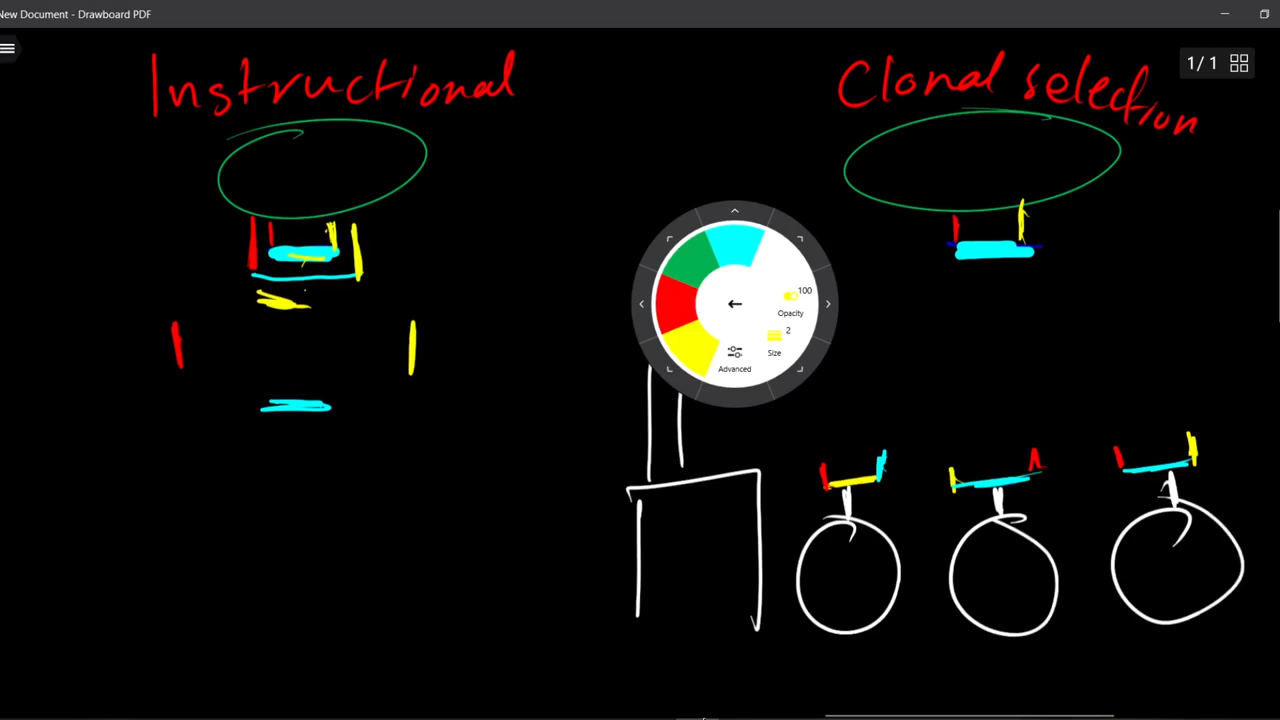 New Document - Drawboard PDF
Instructional
Clonal selection
1/1
100
Opacity
2
Size
Advanced